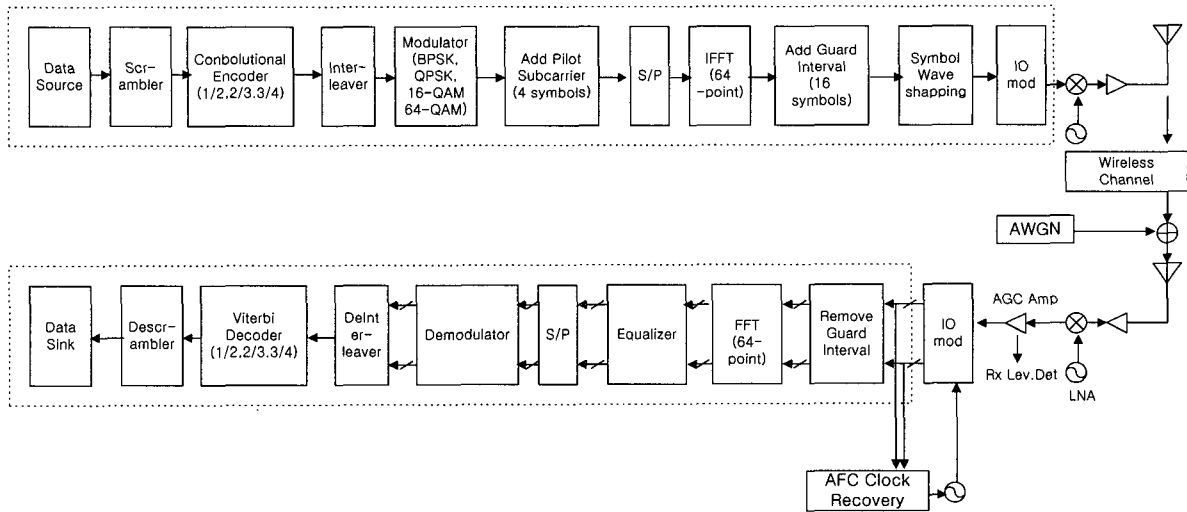 Data
Source
Scr-
ambler
Conbolutional
Encoder
(1/2,2/3.3/4)
Inter-
leaver
Modulator
(BPSK,
QPSK,
16-QAM
64-QAM)
Add Pilot
Subcarrier
(4 symbols)
S/P
IFFT
(64
-point)
Add Guard
Interval
(16
symbols)
Symbol
Wave
shapping
IO
mod
Wireless
Channel
AWGN
Data
Sink
Descr-
ambler
Viterbi
Decoder
(1/2,2/3.3/4)
DeInt
er-
leaver
Demodulator
S/P
Equalizer
FFT
(64-
point)
Remove
Guard
Interval
IO
mod
AGC Amp
Rx Lev.Det
LNA
AFC Clock
Recovery